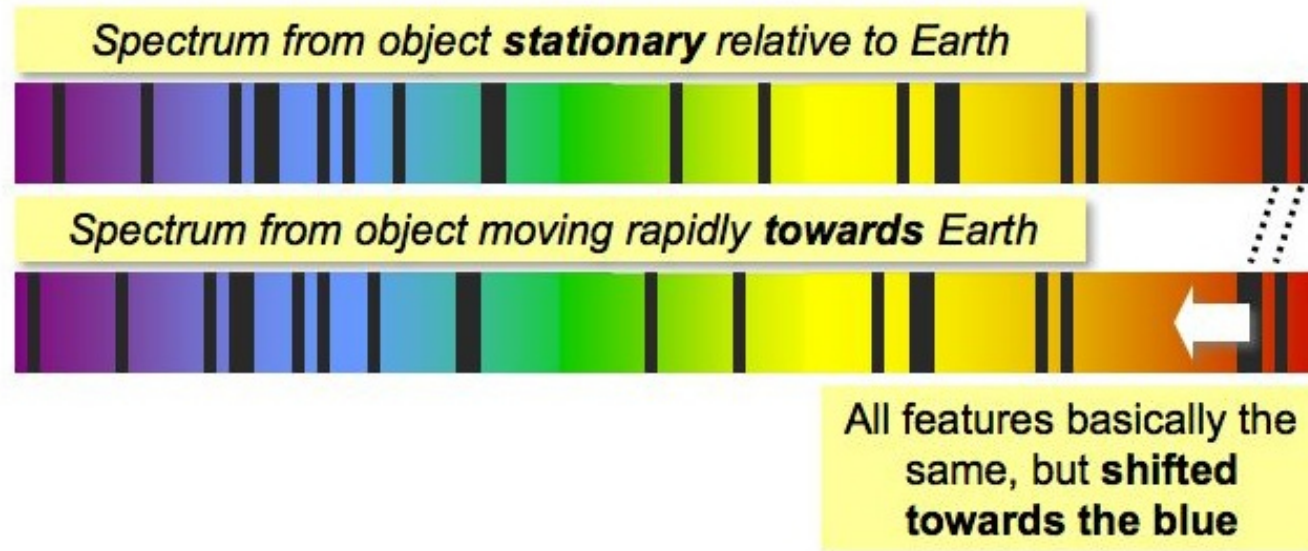 Spectrum from object stationary relative to Earth
Spectrum from object moving rapidly towards Earth
All features basically the
same, but shifted
towards the blue